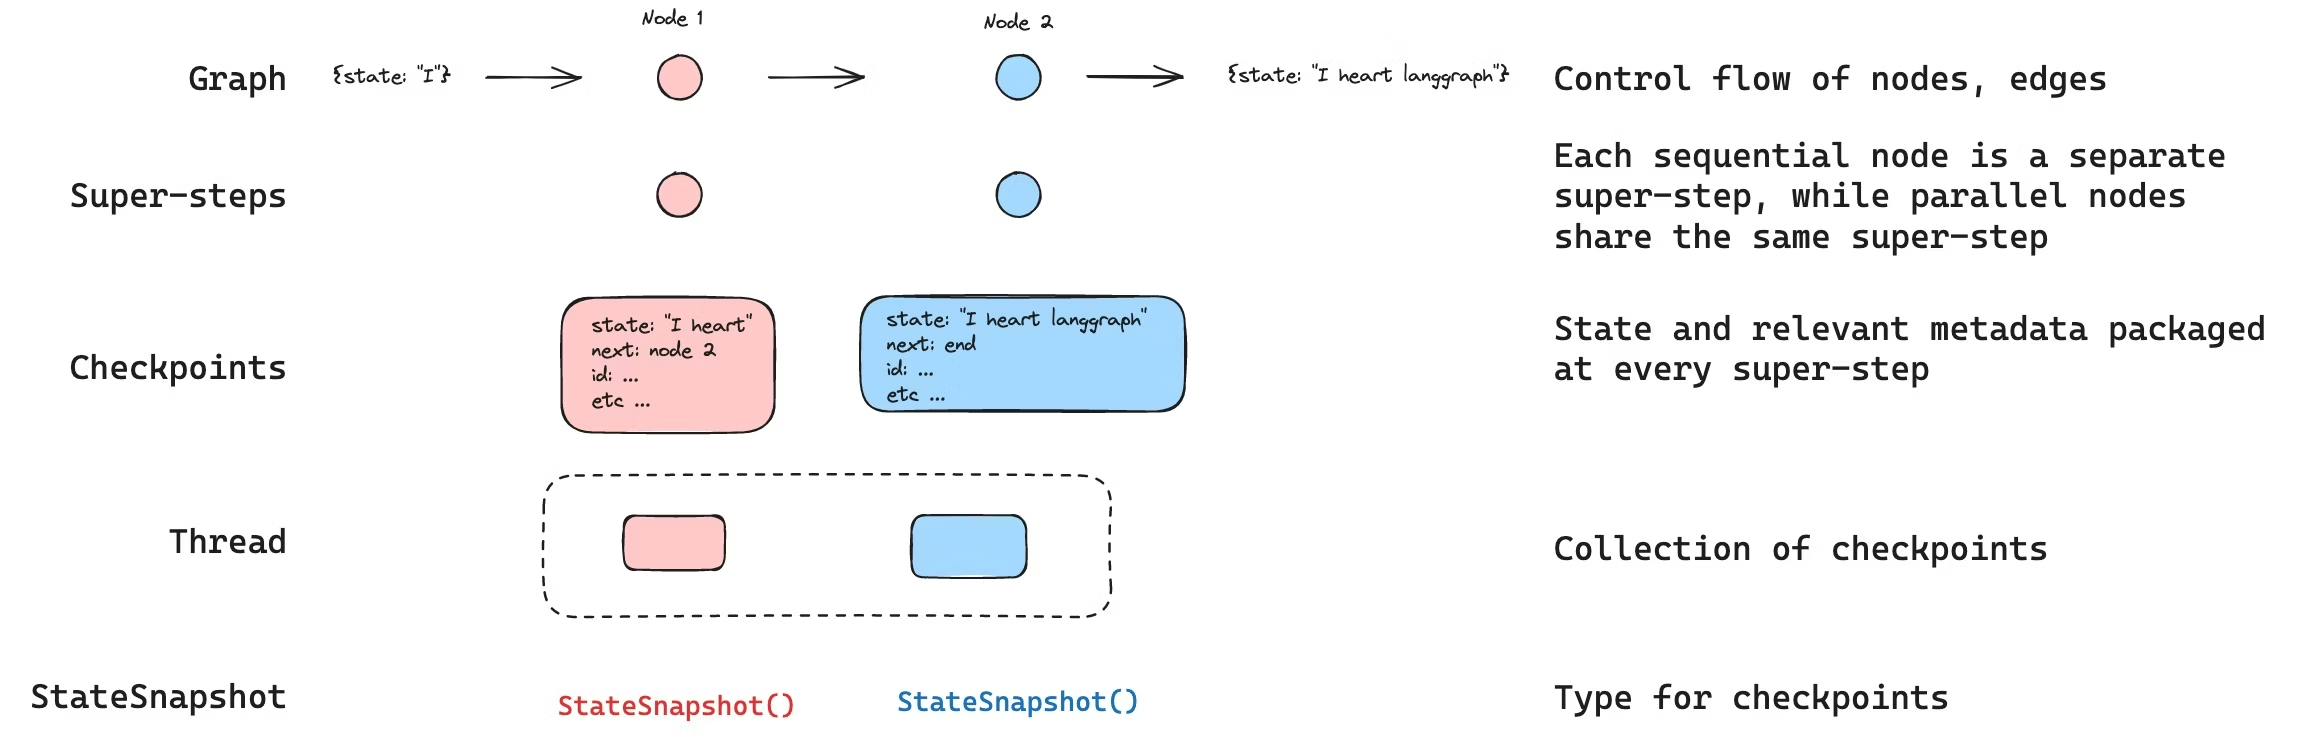 Node 1
Node 2
Graph
{state: "I"}
{state: "I heart langgraph"}
Control flow of nodes, edges
Super-steps
Each sequential node is a separate
super-step, while parallel nodes
share the same super-step
Checkpoints
state: "I heart"
next: node 2
id: ...
etc ...
state: "I heart langgraph"
next: end
id: ...
etc ...
State and relevant metadata packaged
at every super-step
Thread
Collection of checkpoints
StateSnapshot
StateSnapshot()
StateSnapshot()
Type for checkpoints